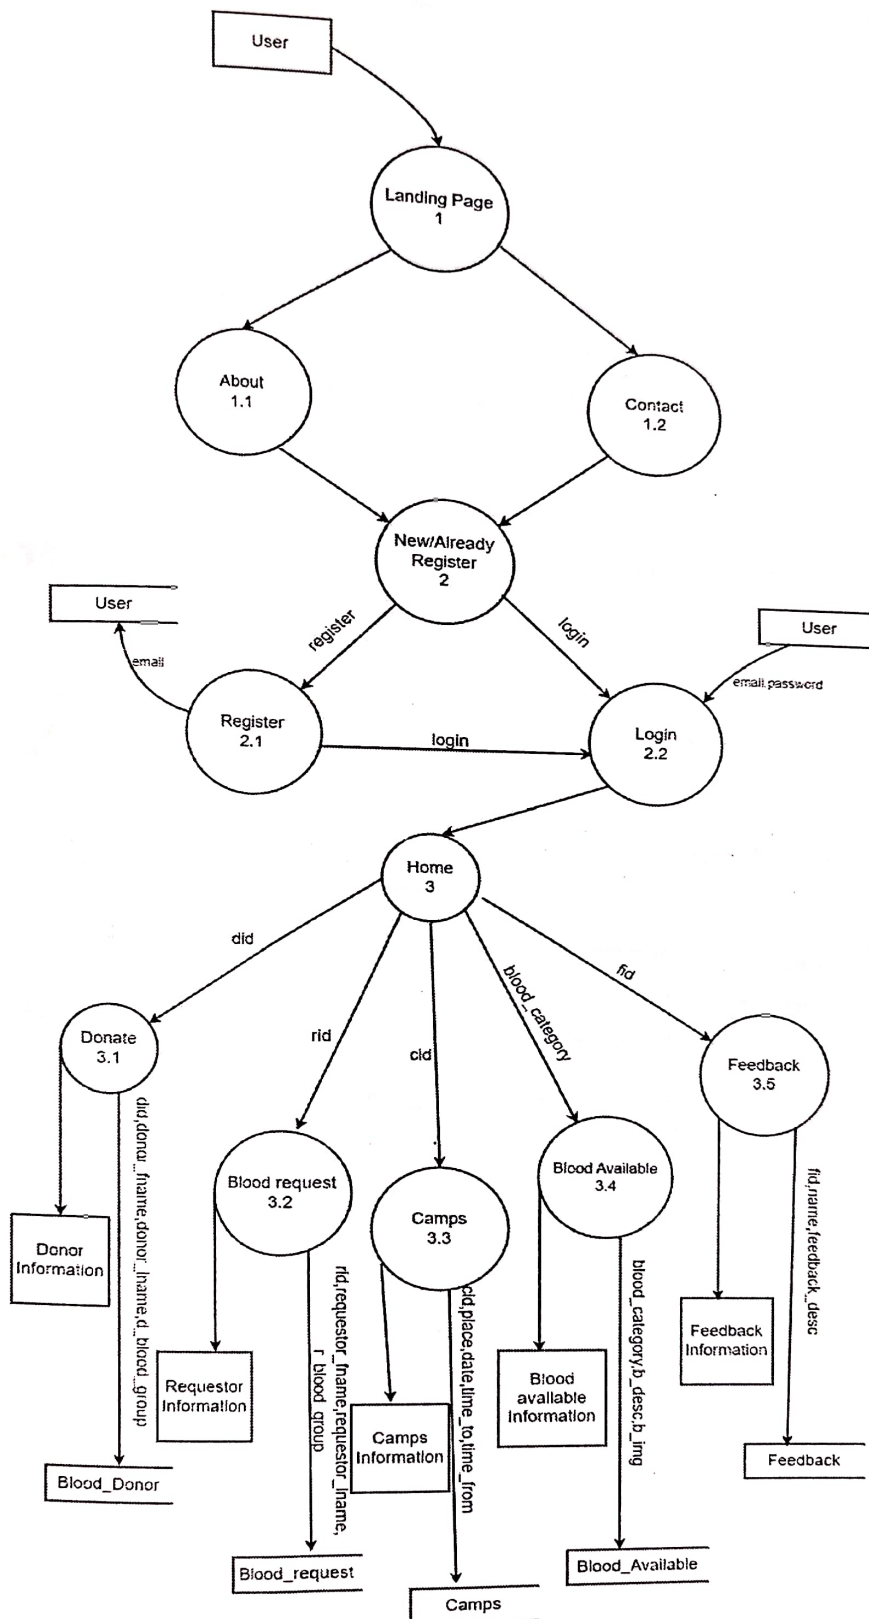 User
Landing Page
1
About
1.1
Contact
1.2
New/Already
Register
2
User
register
login
User
email
email,password
Register
2.1
login
Login
2.2
Home
3
did
rid
cid
blood_category
fid
Donate
3.1
Feedback
3.5
Blood request
3.2
Camps
3.3
Blood Available
3.4
did,donor_fname,donor_lname,d_blood_group
rid,requestor_fname,requestor_lname,
r_blood_group
cid,place,date,time_to,time_from
blood_category,b_desc,b_img
fid,name,feedback_desc
Donor
Information
Requestor
Information
Camps
Information
Blood
available
Information
Feedback
Information
Blood_Donor
Blood_request
Camps
Blood_Available
Feedback